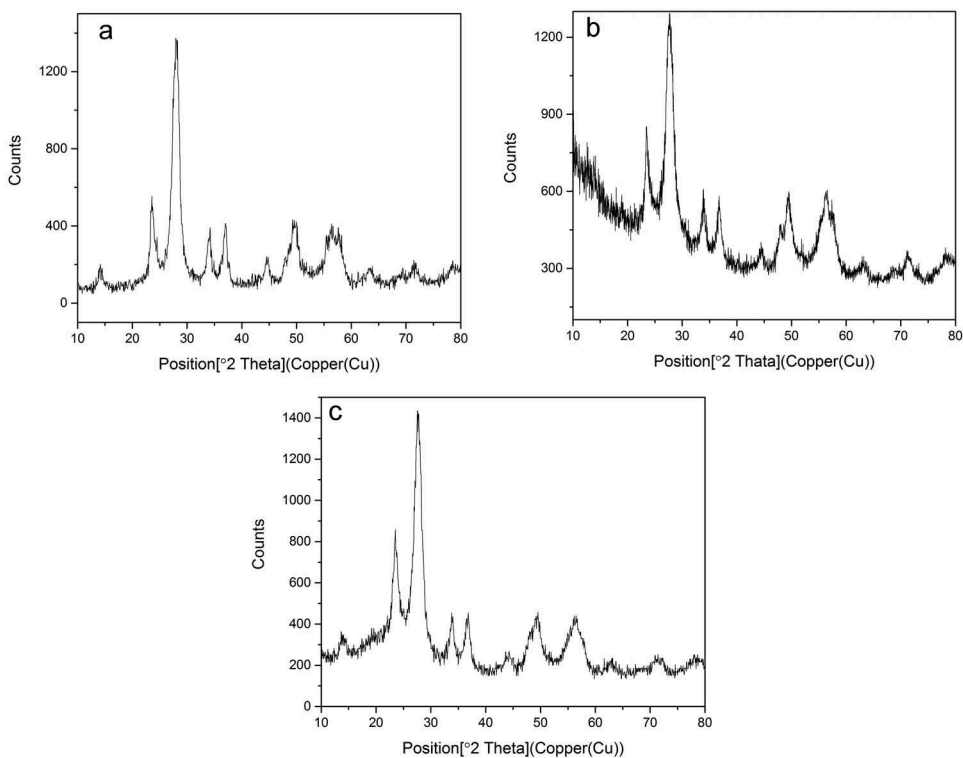 a
1200
800
400
0
Counts
10 20 30 40 50 60 70 80
Position[°2 Theta](Copper(Cu))
b
1200
900
600
300
Counts
10 20 30 40 50 60 70 80
Position[°2 Thata](Copper(Cu))
c
1400
1200
1000
800
600
400
200
0
Counts
10 20 30 40 50 60 70 80
Position[°2 Theta](Copper(Cu))